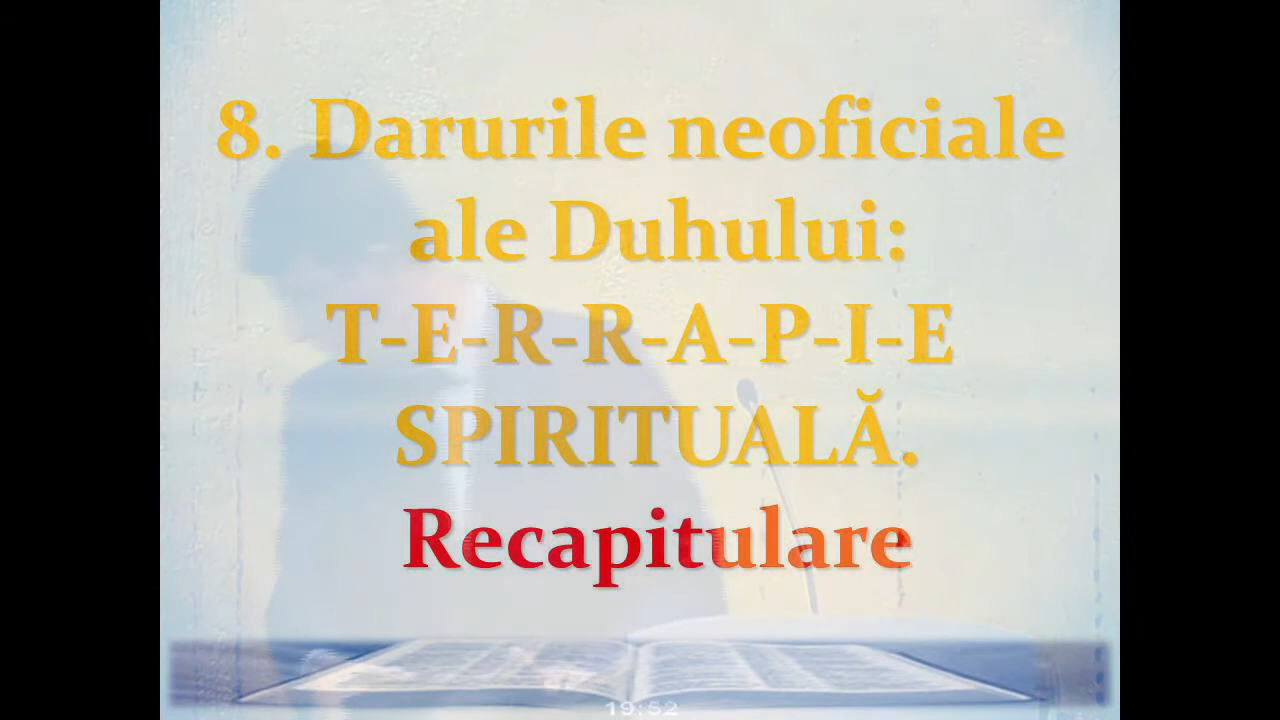 8. Darurile neoficiale
ale Duhului:
T-E-R-R-A-P-I-E
SPIRITUALĂ.
Recapitulare
19:52